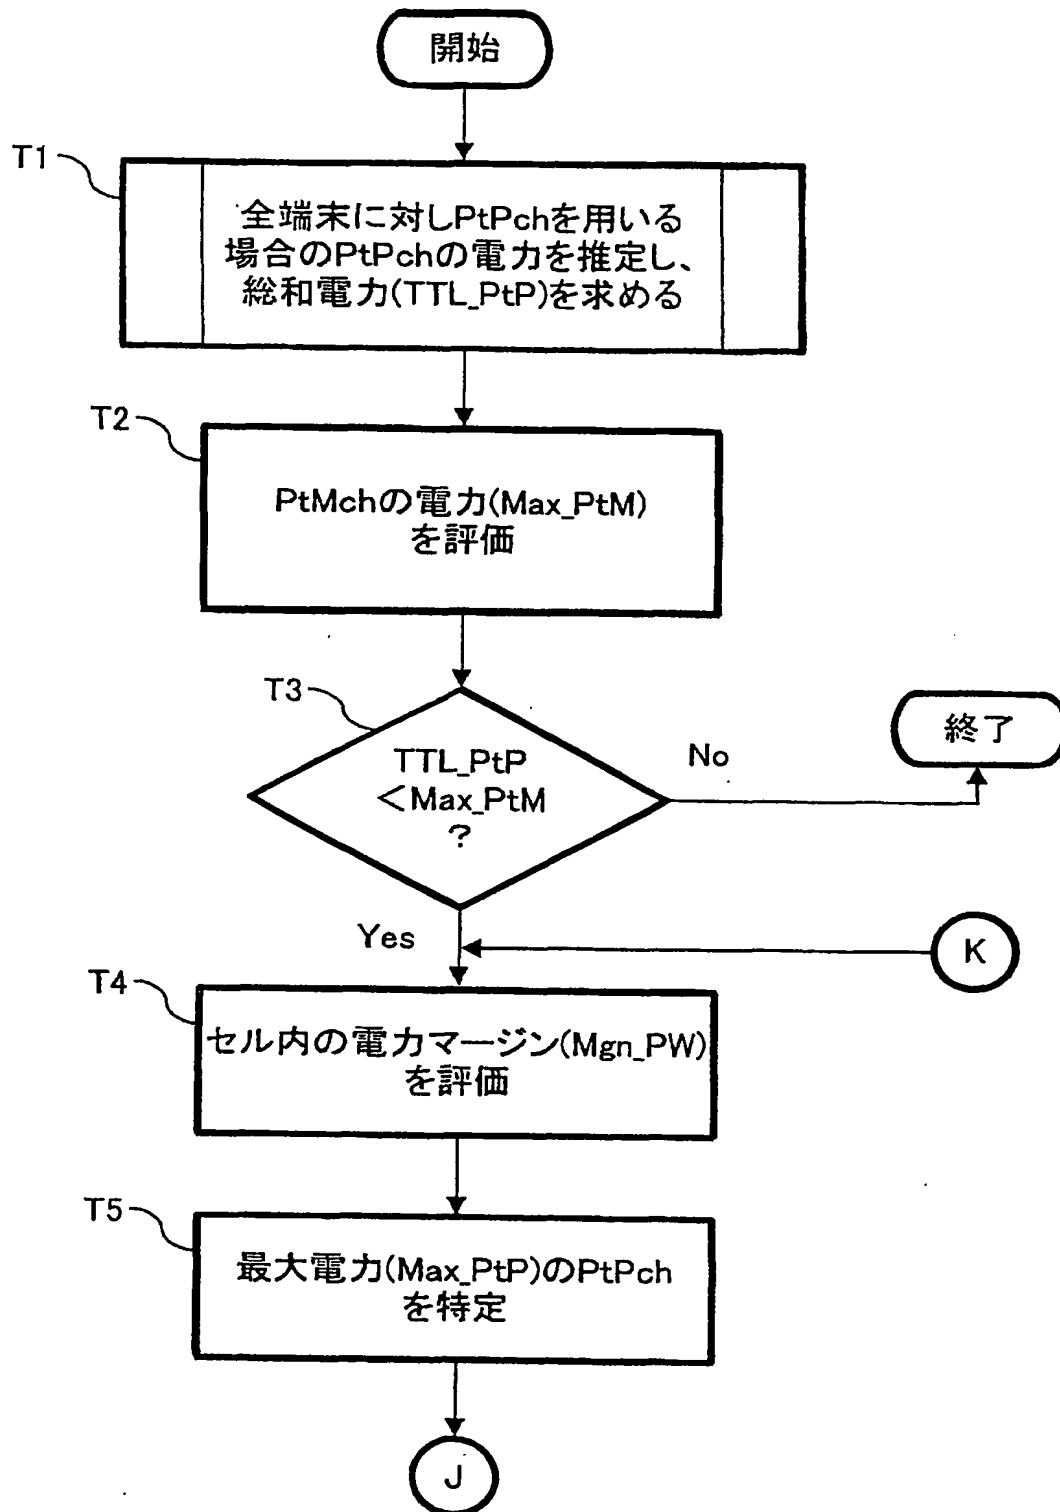 開始
T1
全端末に対しPtPchを用いる
場合のPtPchの電力を推定し、
総和電力(TTL_PtP)を求める
T2
PtMchの電力(Max_PtM)
を評価
T3
TTL_PtP
＜Max_PtM
？
No
終了
Yes
K
T4
セル内の電力マージン(Mgn_PW)
を評価
T5
最大電力(Max_PtP)のPtPch
を特定
J